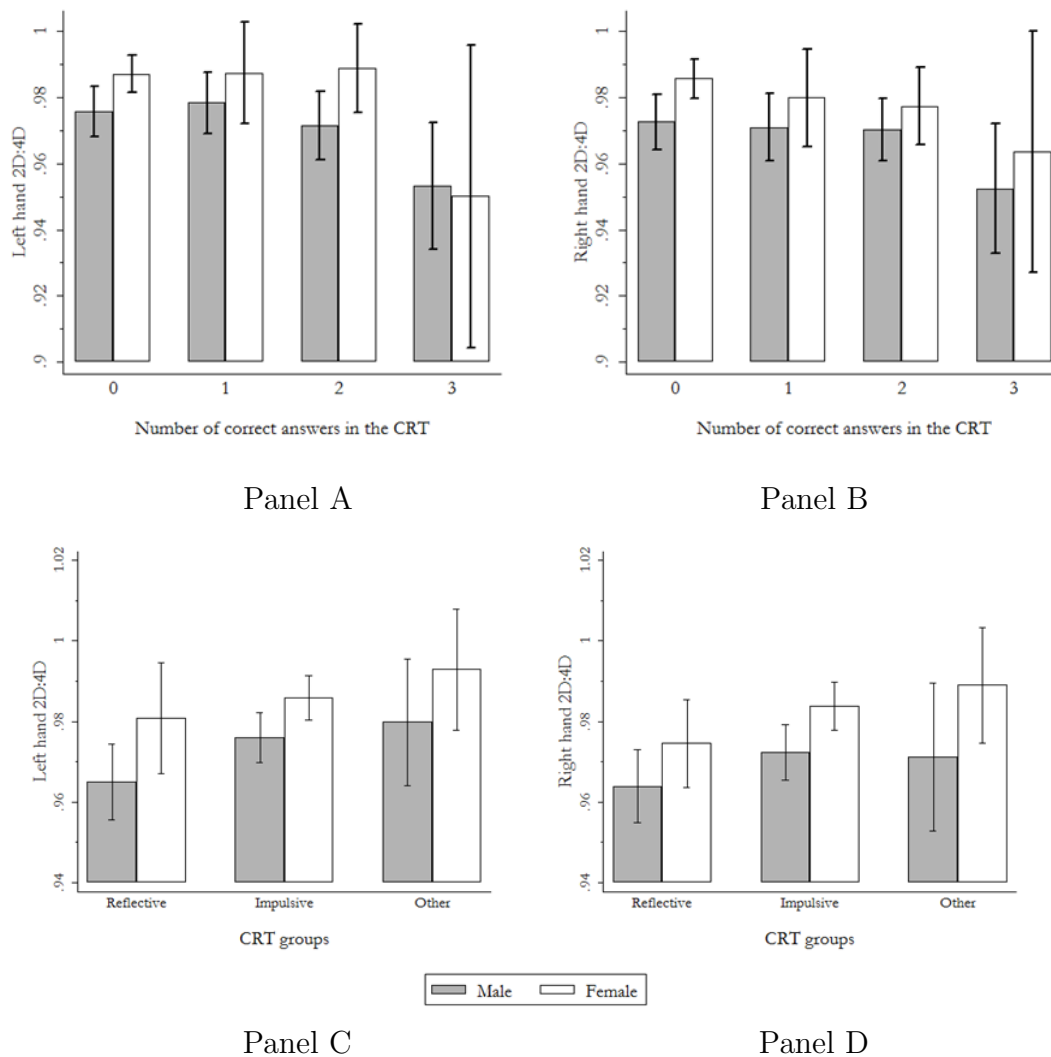 1
.98
.96
.94
.92
.9
Left hand 2D:4D
0 1 2 3
Number of correct answers in the CRT
Panel A
1
.98
.96
.94
.92
.9
Right hand 2D:4D
0 1 2 3
Number of correct answers in the CRT
Panel B
1.02
1
.98
.96
.94
Left hand 2D:4D
Reflective Impulsive Other
CRT groups
1.02
1
.98
.96
.94
Right hand 2D:4D
Reflective Impulsive Other
CRT groups
Male Female
Panel C
Panel D